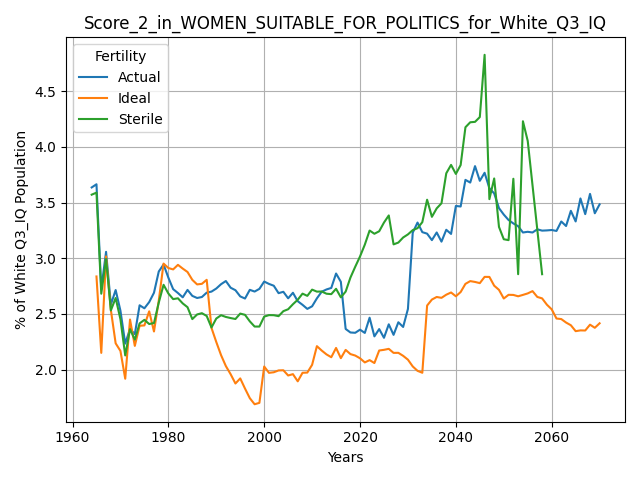 Score_2_in_WOMEN_SUITABLE_FOR_POLITICS_for_White_Q3_IQ
Fertility
Actual
Ideal
Sterile
% of White Q3_IQ Population
4.5
4.0
3.5
3.0
2.5
2.0
1960 1980 2000 2020 2040 2060
Years